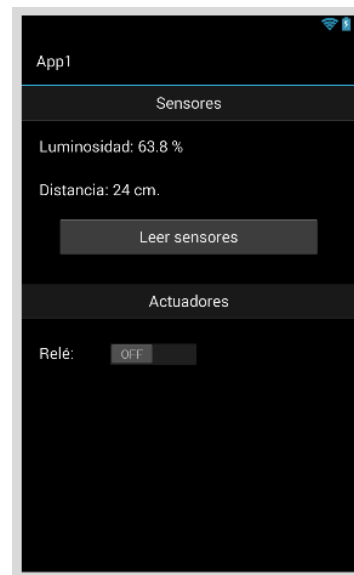 App1
Sensores
Luminosidad: 63.8 %
Distancia: 24 cm.
Leer sensores
Actuadores
Relé: OFF